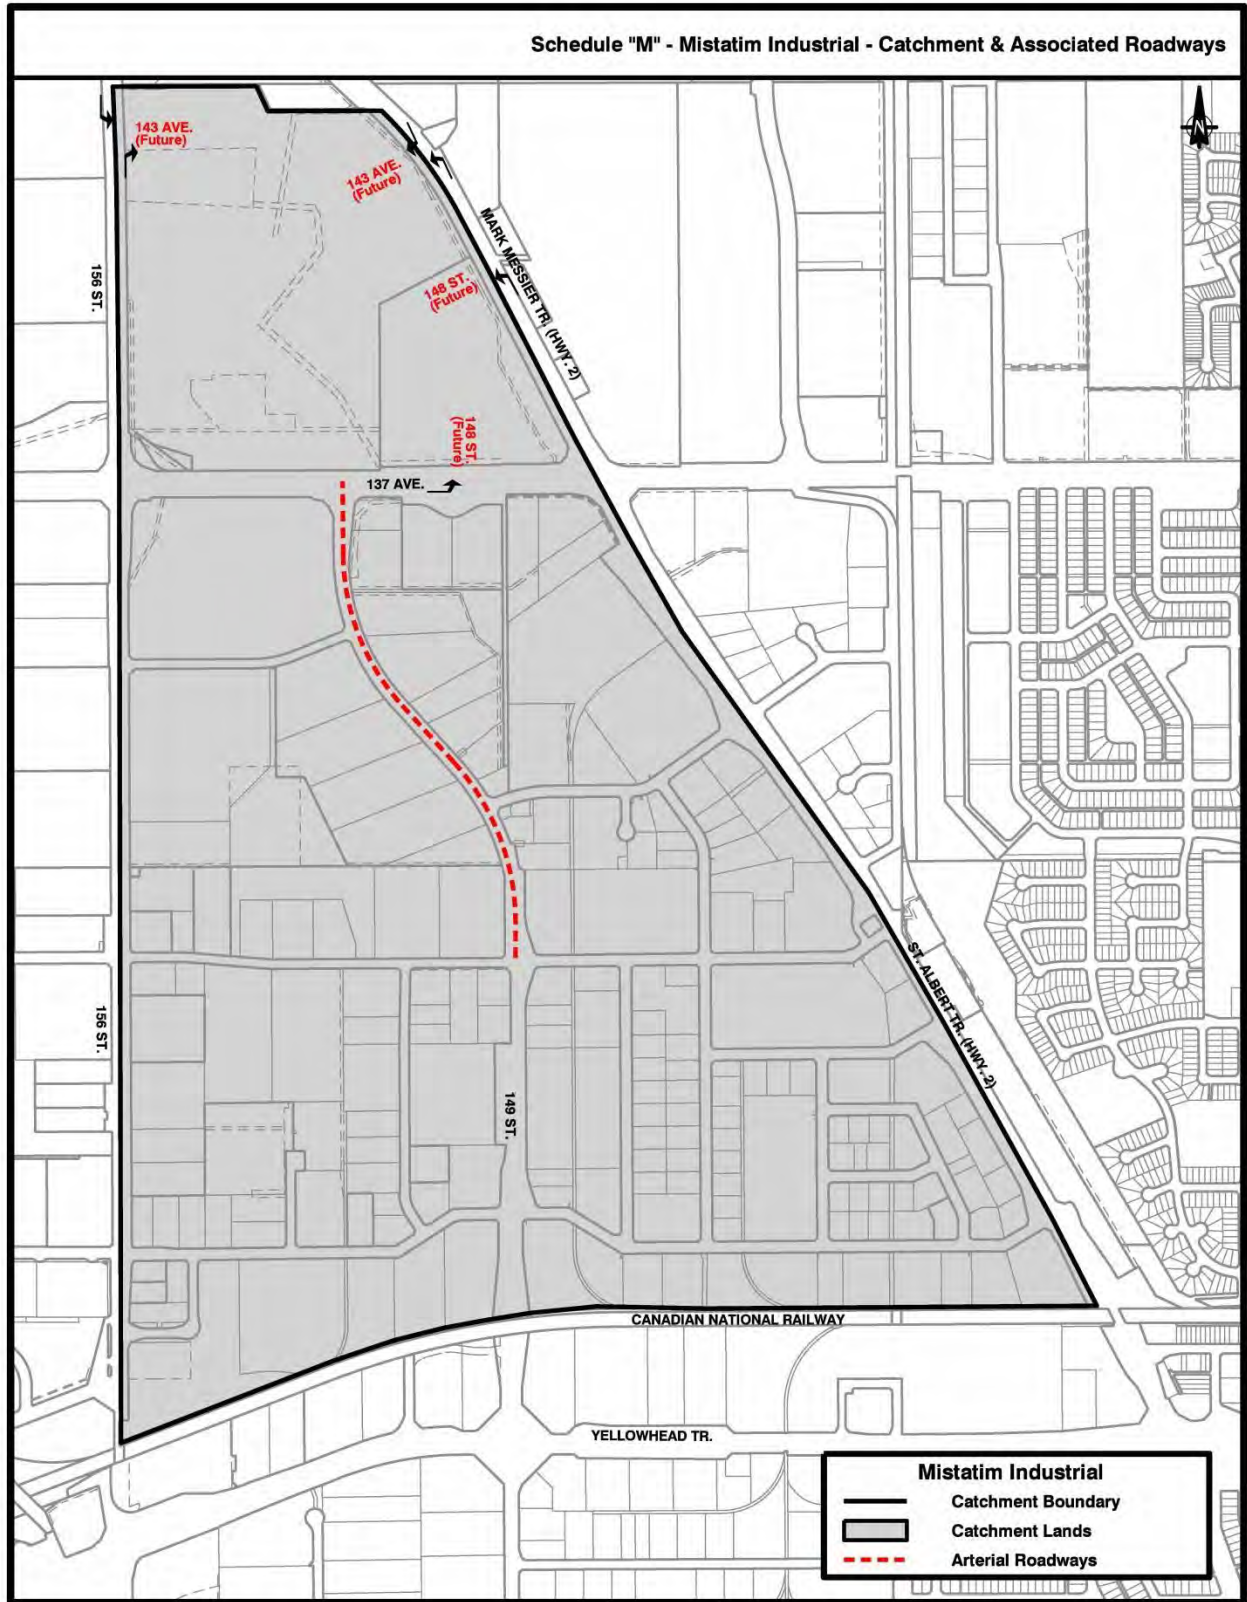 Schedule "M" - Mistatim Industrial - Catchment & Associated Roadways
N
143 AVE.
(Future)
143 AVE.
(Future)
MARK MESSIER TR. (HWY. 2)
156 ST.
148 ST.
(Future)
148 ST.
(Future)
137 AVE.
156 ST.
ST. ALBERT TR. (HWY. 2)
149 ST.
CANADIAN NATIONAL RAILWAY
YELLOWHEAD TR.
Mistatim Industrial
Catchment Boundary
Catchment Lands
Arterial Roadways